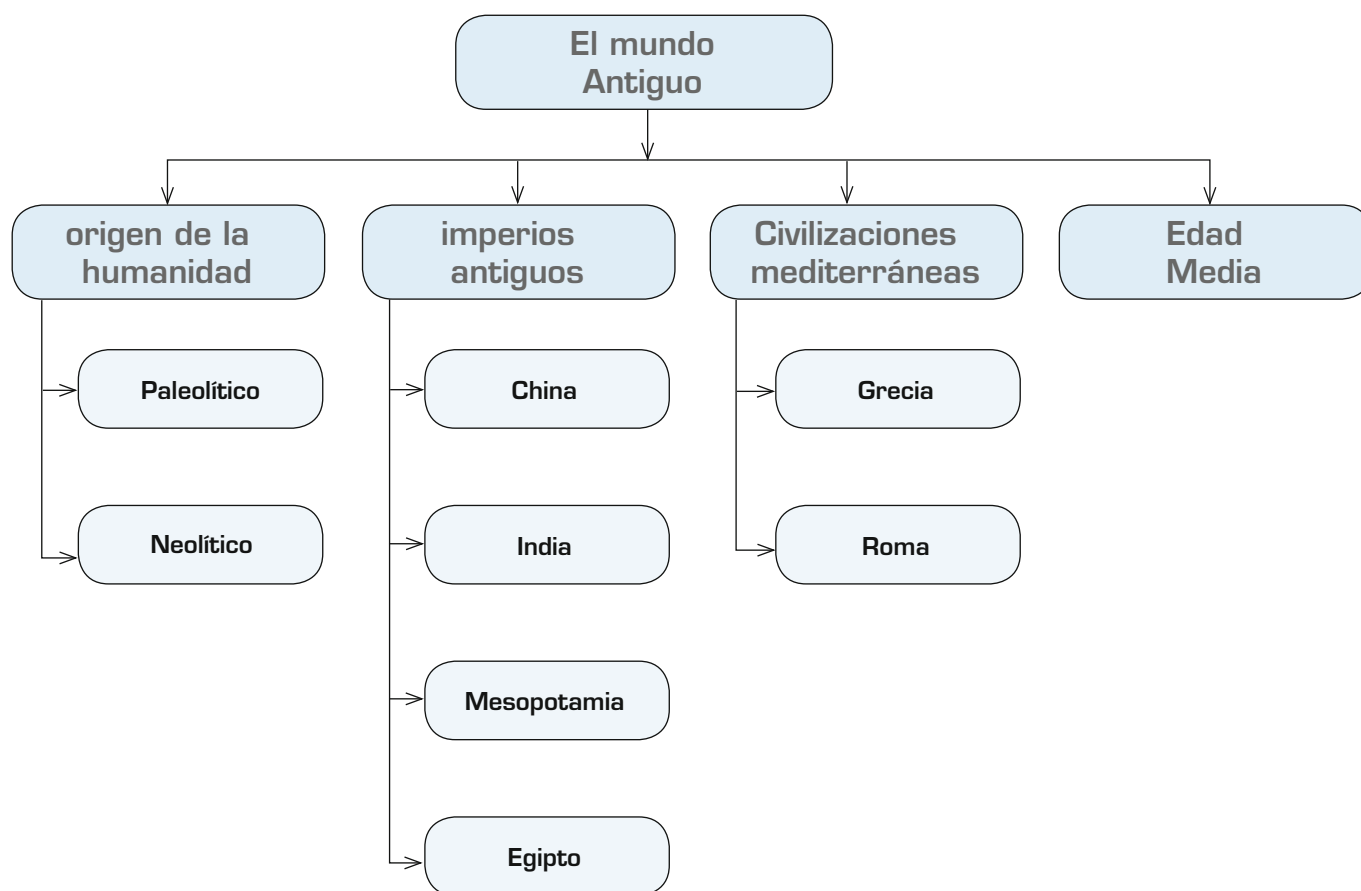 El mundo
Antiguo
origen de la
humanidad
imperios
antiguos
Civilizaciones
mediterráneas
Edad
Media
Paleolítico
China
Grecia
Neolítico
India
Roma
Mesopotamia
Egipto